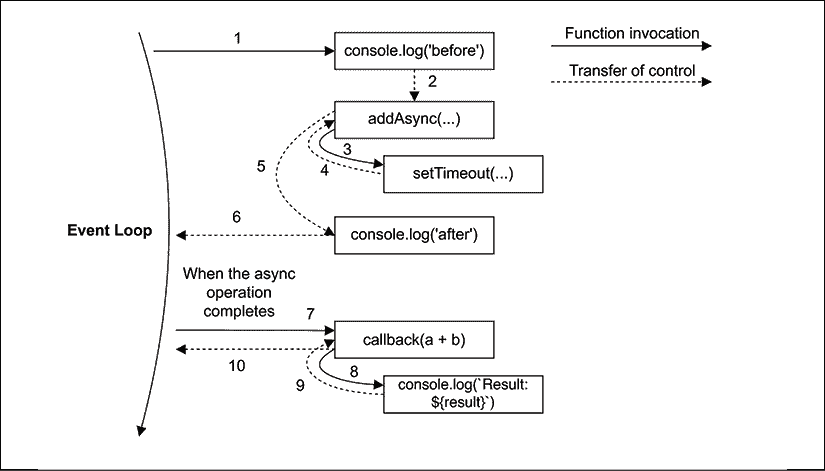 1
console.log('before')
Function invocation
2
Transfer of control
addAsync(...)
3
4
5
setTimeout(...)
6
console.log('after')
Event Loop
When the async
operation
completes
7
callback(a + b)
10
8
9
console.log(`Result:
${result}`)